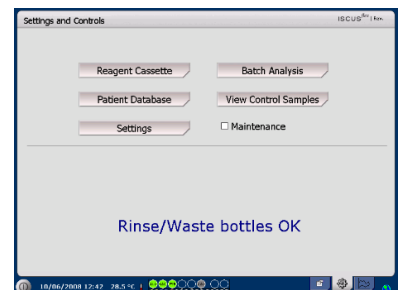 Settings and Controls
ISCUSflex
Reagent Cassette
Batch Analysis
Patient Database
View Control Samples
Settings
Maintenance
Rinse/Waste bottles OK
10/06/2008 12:42 28.5 °C